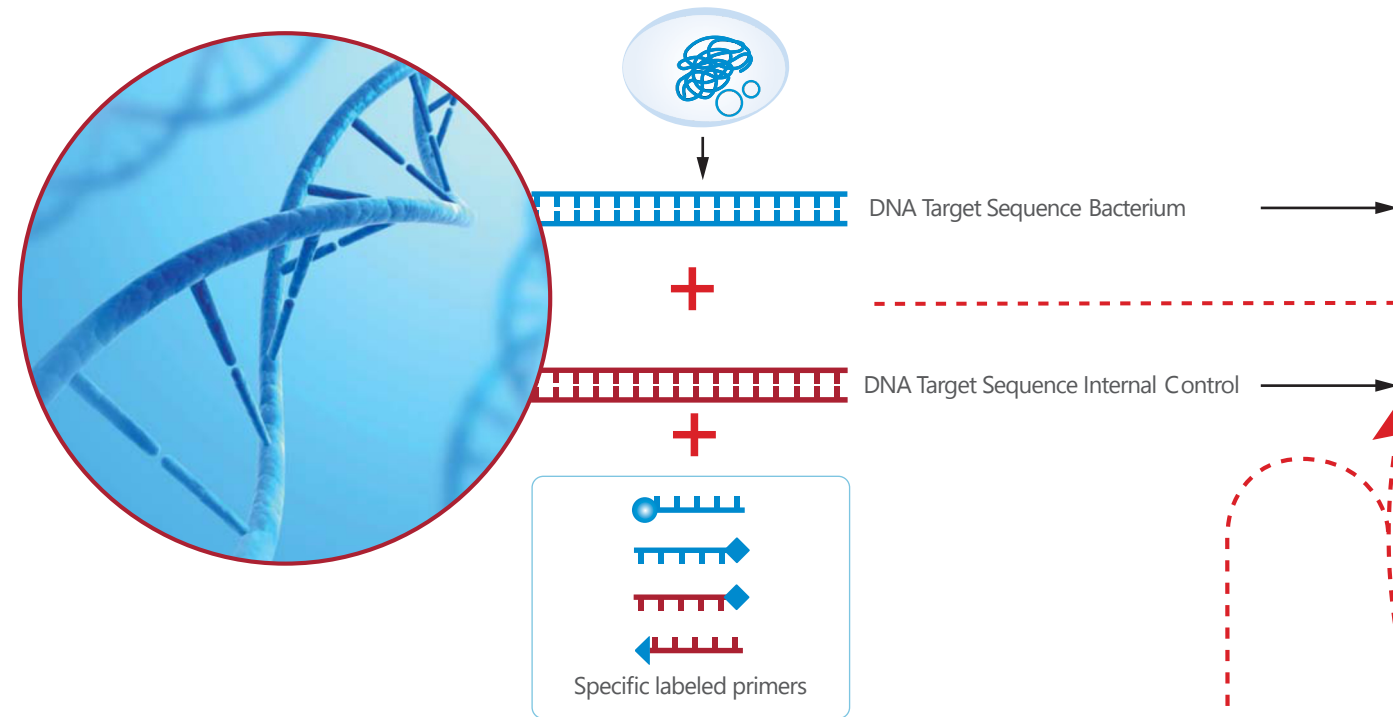 DNA Target Sequence Bacterium
DNA Target Sequence Internal Control
Specific labeled primers